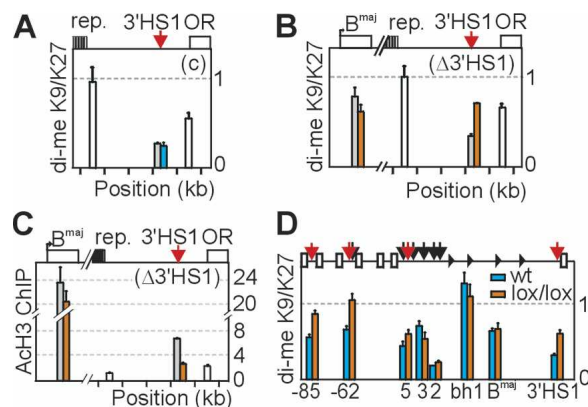 A
rep. 3'HS1 OR
(c)
di-me K9/K27
1
0
Position (kb)
B
B maj
rep. 3'HS1 OR
(Δ3'HS1)
di-me K9/K27
1
0
Position (kb)
C
B maj
rep. 3'HS1 OR
(Δ3'HS1)
AcH3 ChIP
24
20
8
4
0
Position (kb)
D
wt
lox/lox
di-me K9/K27
1
0
-85 -62 5 3 2 bh1 B maj 3'HS1